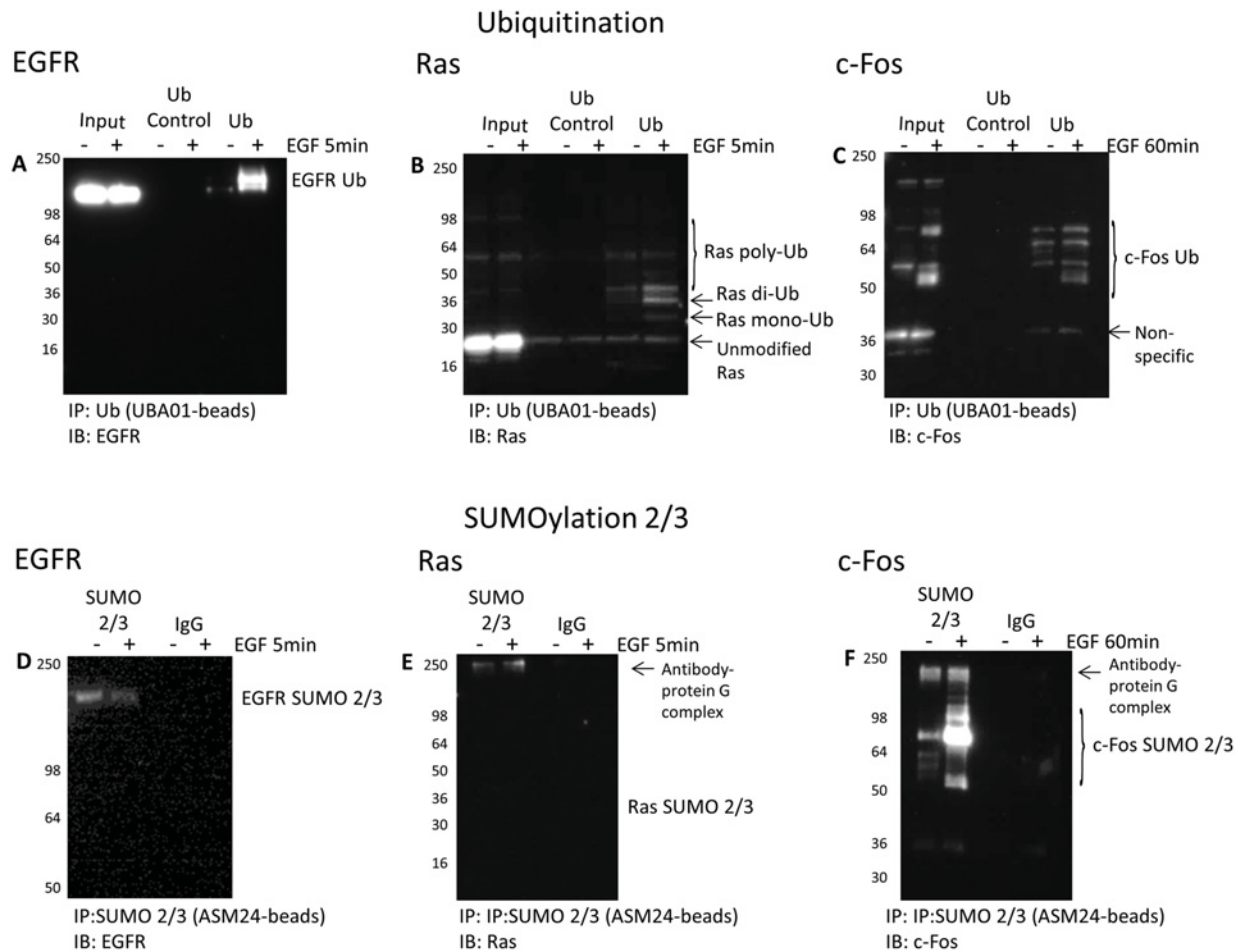 Ubiquitination
EGFR
Ub
Input Control Ub
- + - + - + EGF 5min
A
250
98
64
50
36
30
16
EGFR Ub
IP: Ub (UBA01-beads)
IB: EGFR
Ras
Ub
Input Control Ub
- + - + - + EGF 5min
B
250
98
64
50
36
30
16
Ras poly-Ub
Ras di-Ub
Ras mono-Ub
Unmodified
Ras
IP: Ub (UBA01-beads)
IB: Ras
c-Fos
Ub
Input Control Ub
- + - + - + EGF 60min
C
250
98
64
50
36
30
c-Fos Ub
Non-
specific
IP: Ub (UBA01-beads)
IB: c-Fos
SUMOylation 2/3
EGFR
SUMO
2/3 IgG
- + - + EGF 5min
D
250
98
64
50
EGFR SUMO 2/3
IP:SUMO 2/3 (ASM24-beads)
IB: EGFR
Ras
SUMO
2/3 IgG
- + - + EGF 5min
E
250
98
64
50
36
30
16
Antibody-
protein G
complex
Ras SUMO 2/3
IP: IP:SUMO 2/3 (ASM24-beads)
IB: Ras
c-Fos
SUMO
2/3 IgG
- + - + EGF 60min
F
250
98
64
50
36
30
Antibody-
protein G
complex
c-Fos SUMO 2/3
IP: IP:SUMO 2/3 (ASM24-beads)
IB: c-Fos